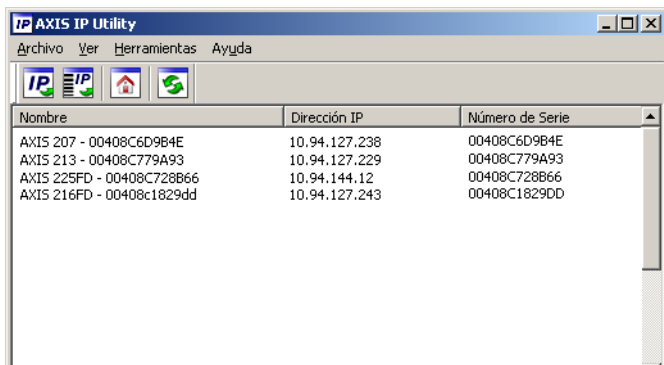 IP AXIS IP Utility
Archivo Ver Herramientas Ayuda
IP IP
Nombre Dirección IP Número de Serie
AXIS 207 - 00408C6D9B4E 10.94.127.238 00408C6D9B4E
AXIS 213 - 00408C779A93 10.94.127.229 00408C779A93
AXIS 225FD - 00408C728B66 10.94.144.12 00408C728B66
AXIS 216FD - 00408c1829dd 10.94.127.243 00408C1829DD